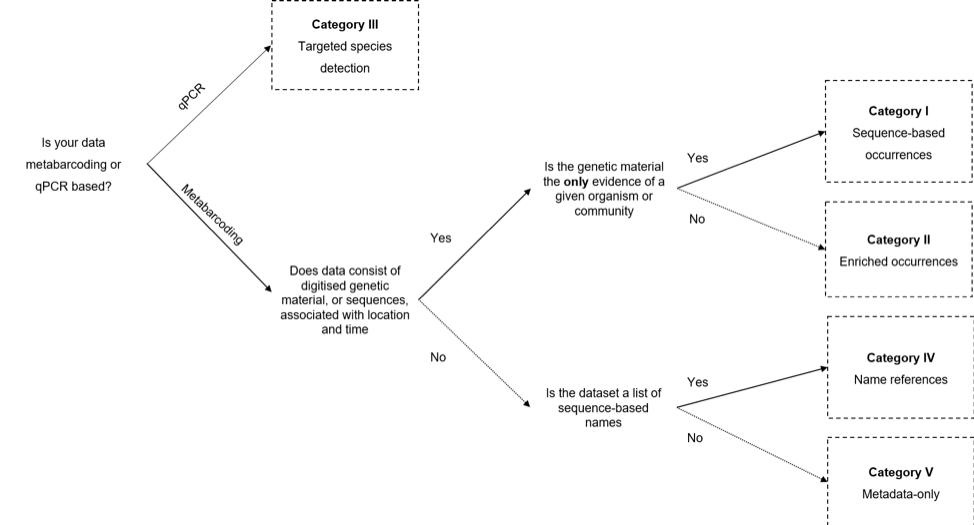 Category III
Targeted species
detection
qPCR
Is your data
metabarcoding or
qPCR based?
Metabarcoding
Does data consist of
digitised genetic
material, or sequences,
associated with location
and time
Yes
No
Is the genetic material
the only evidence of a
given organism or
community
Yes
No
Category I
Sequence-based
occurrences
Category II
Enriched occurrences
Is the dataset a list of
sequence-based
names
Yes
No
Category IV
Name references
Category V
Metadata-only